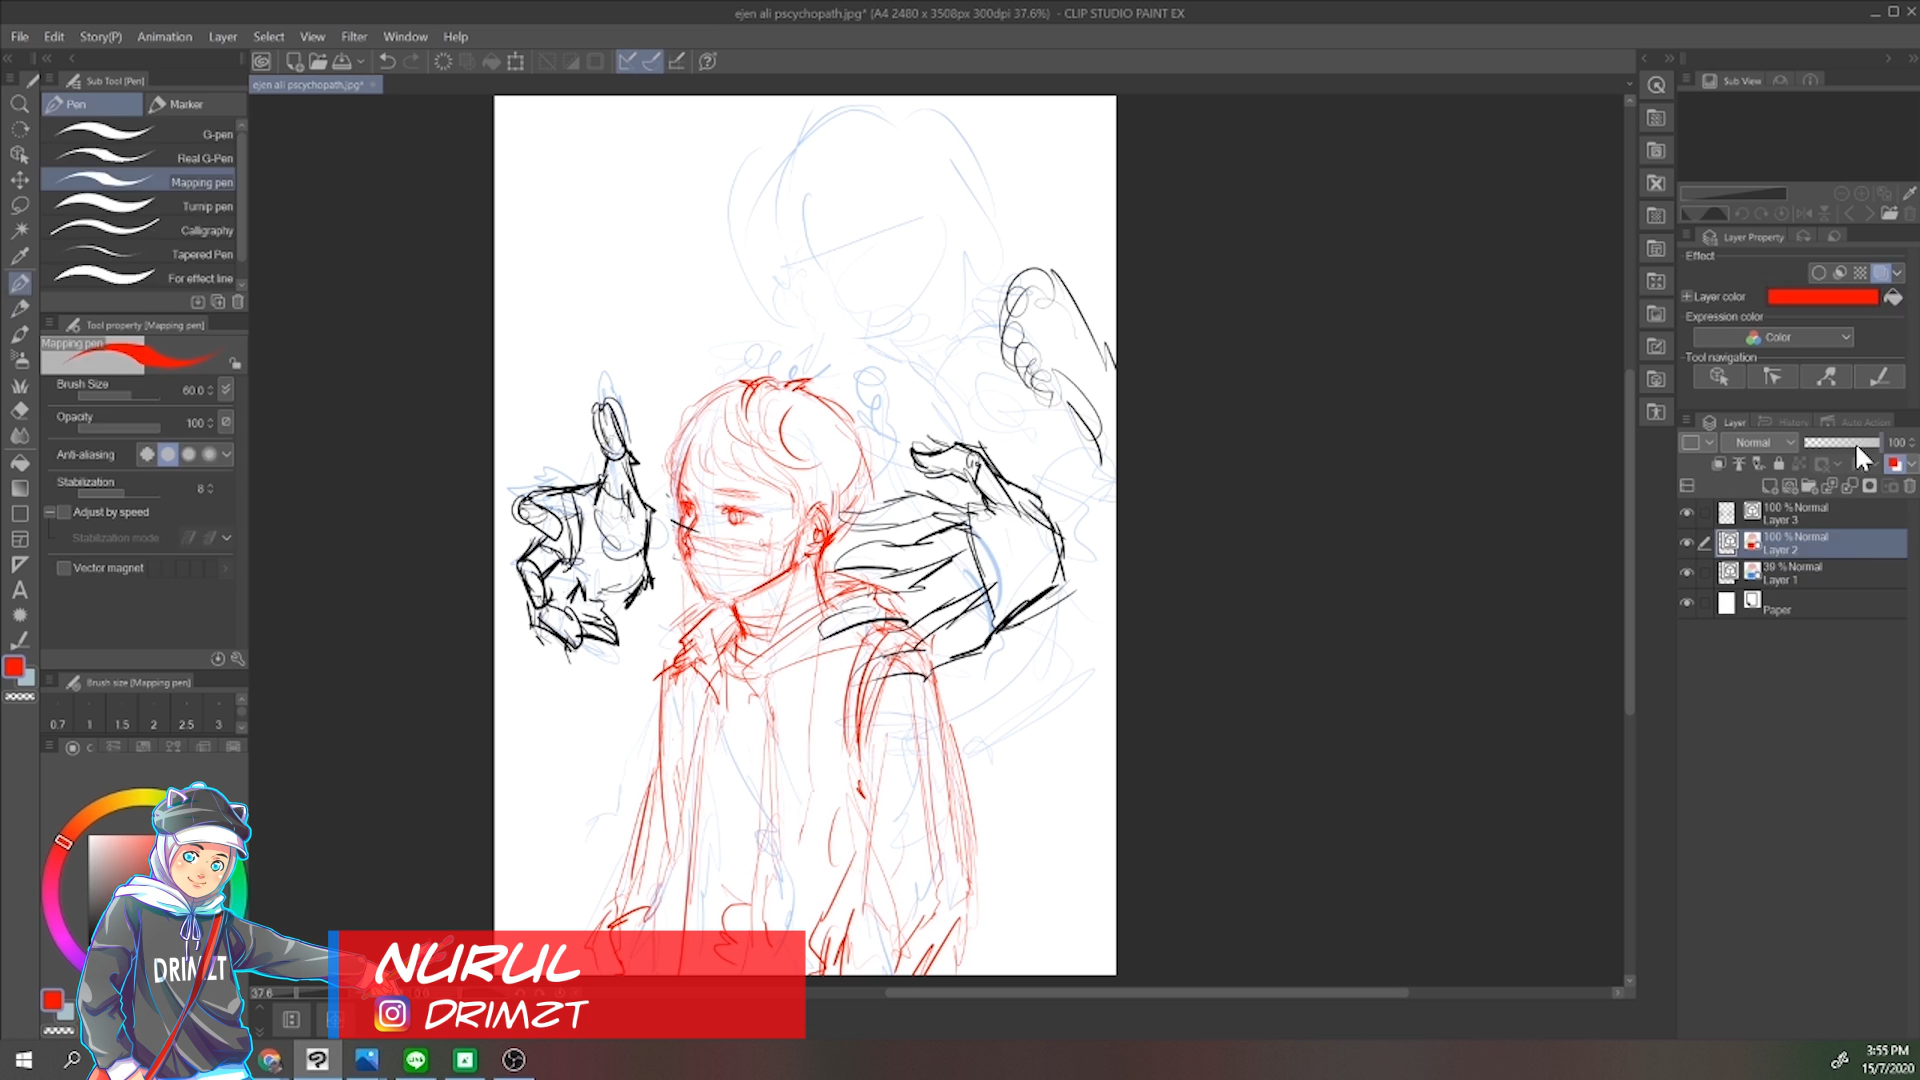 ejen ali pscychopath.jpg* (A4 2480 x 3508px 300dpi 37.6%) - CLIP STUDIO PAINT EX
File Edit Story(P) Animation Layer Select View Filter Window Help
Sub Tool [Pen]
ejen ali pscychopath.jpg*
Sub View
Pen
Marker
G-pen
Real G-Pen
Mapping pen
Turnip pen
Calligraphy
Tapered Pen
For effect line
Tool property [Mapping pen]
Mapping pen
Brush Size 60.0
Opacity 100
Anti-aliasing
Stabilization 8
Adjust by speed
Stabilization mode
Vector magnet
Brush size [Mapping pen]
0.7 1 1.5 2 2.5 3
Layer Property
Effect
Layer color
Expression color
Color
Tool navigation
Layer History Auto Action
Normal 100
100 % Normal
Layer 3
100 % Normal
Layer 2
39 % Normal
Layer 1
Paper
DRIMZT
NURUL
DRIMZT
37.6
3:55 PM
15/7/2020